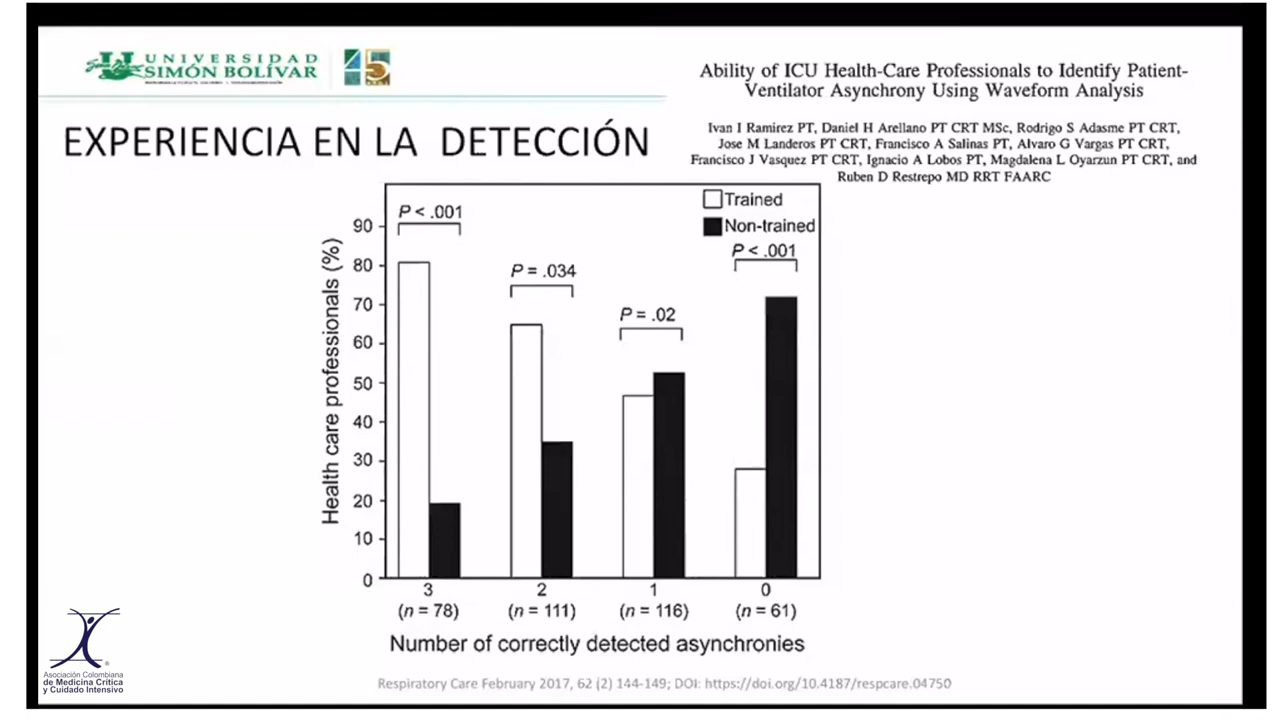 UNIVERSIDAD
SIMÓN BOLÍVAR
45
Ability of ICU Health-Care Professionals to Identify Patient-
Ventilator Asynchrony Using Waveform Analysis
EXPERIENCIA EN LA DETECCIÓN
Ivan I Ramirez PT, Daniel H Arellano PT CRT MSc, Rodrigo S Adasme PT CRT,
Jose M Landeros PT CRT, Francisco A Salinas PT, Alvaro G Vargas PT CRT,
Francisco J Vasquez PT CRT, Ignacio A Lobos PT, Magdalena L Oyarzun PT CRT, and
Ruben D Restrepo MD RRT FAARC
Trained
Non-trained
P < .001
P = .034
P = .02
P < .001
Health care professionals (%)
90
80
70
60
50
40
30
20
10
0
3 2 1 0
(n = 78) (n = 111) (n = 116) (n = 61)
Number of correctly detected asynchronies
Asociación Colombiana
de Medicina Crítica
y Cuidado Intensivo
Respiratory Care February 2017, 62 (2) 144-149; DOI: https://doi.org/10.4187/respcare.04750